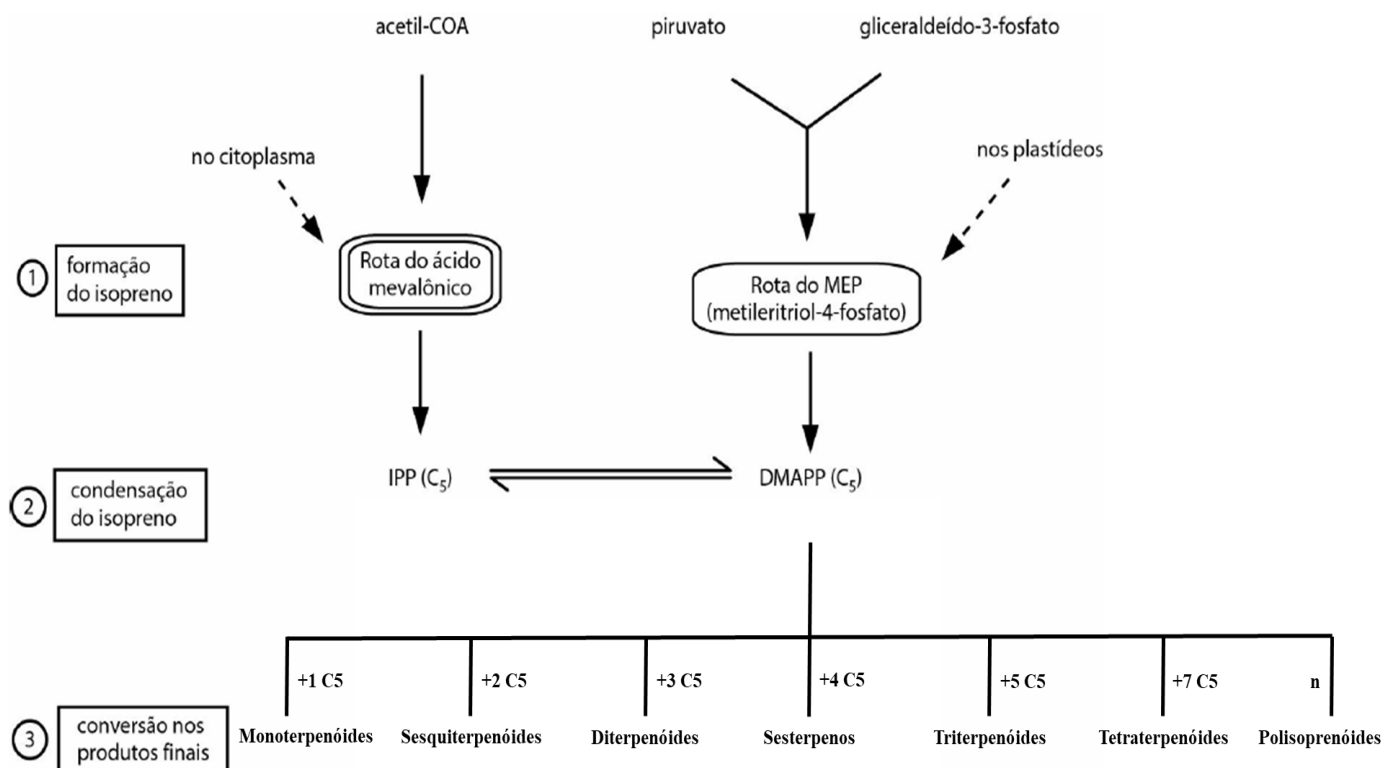 acetil-COA
piruvato
gliceraldeído-3-fosfato
no citoplasma
nos plastídeos
1
formação
do isopreno
Rota do ácido
mevalônico
Rota do MEP
(metileritriol-4-fosfato)
2
condensação
do isopreno
IPP (C5)
DMAPP (C5)
+1 C5
+2 C5
+3 C5
+4 C5
+5 C5
+7 C5
n
3
conversão nos
produtos finais
Monoterpenóides
Sesquiterpenóides
Diterpenóides
Sesterpenos
Triterpenóides
Tetraterpenóides
Polisoprenóides